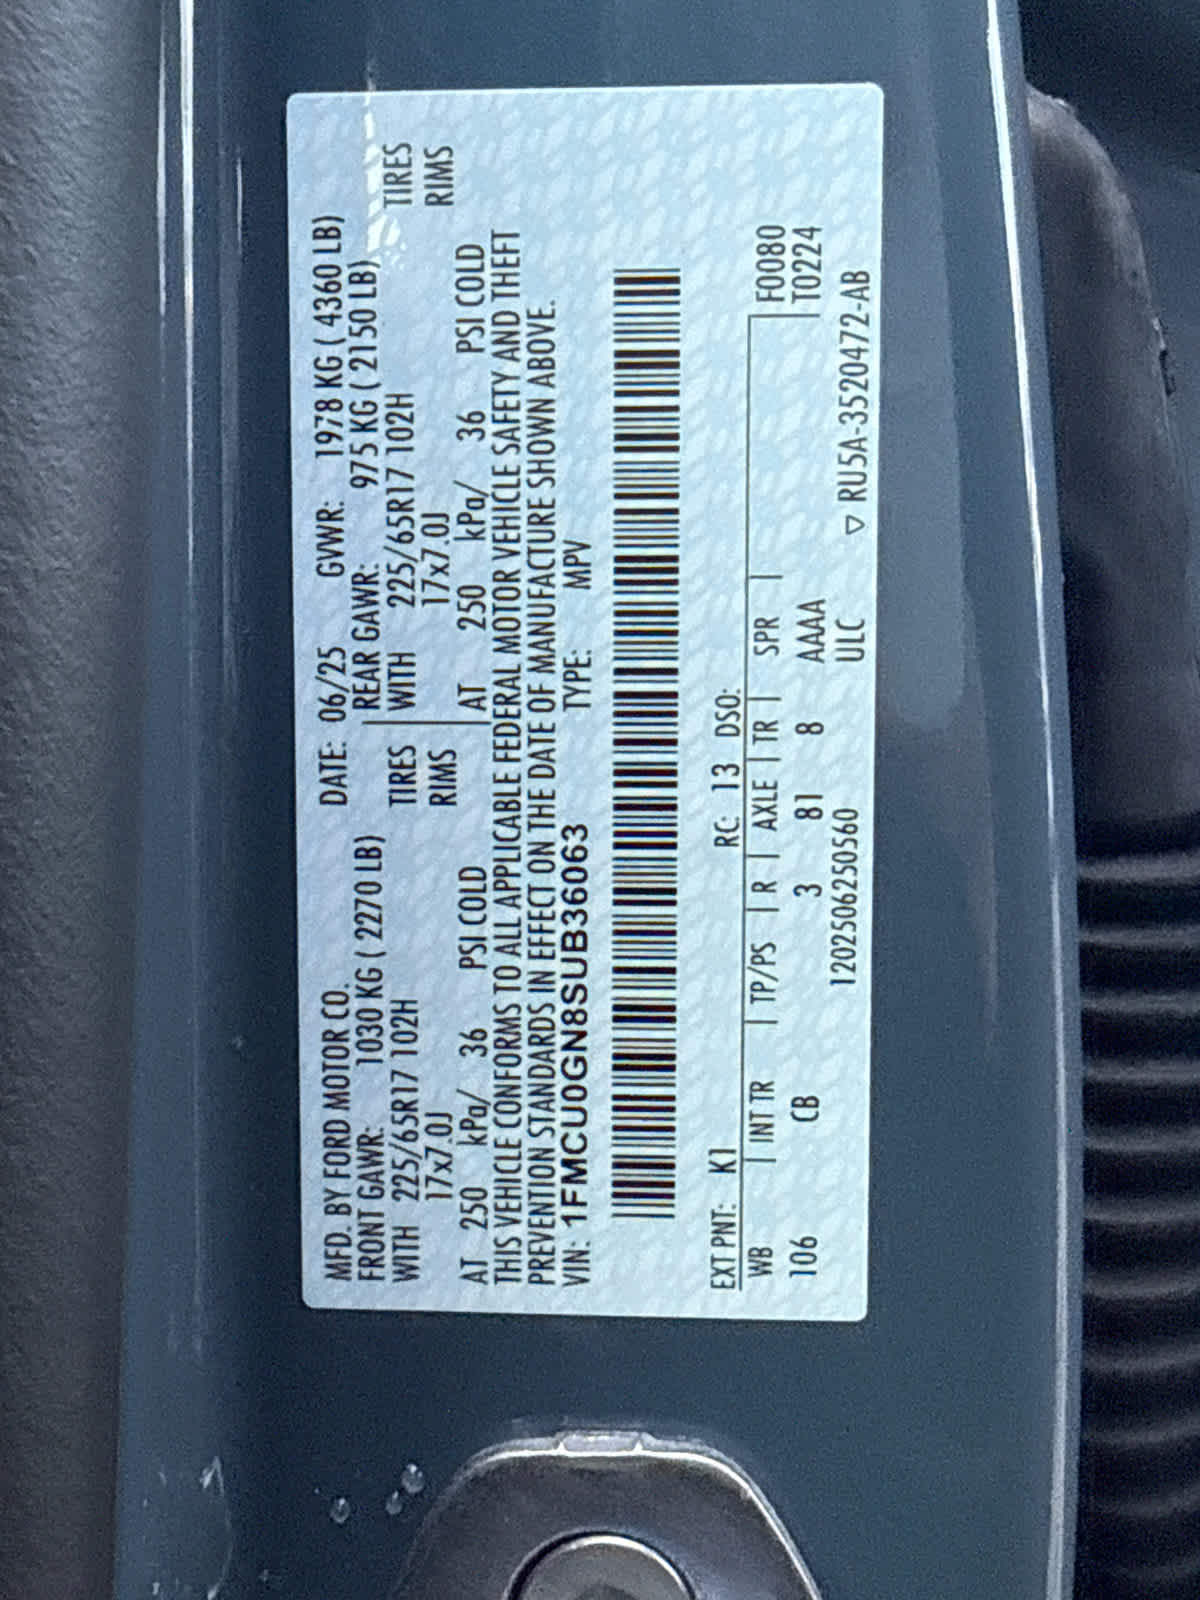 MFD. BY FORD MOTOR CO. DATE: 06/25 GVWR: 1978 KG ( 4360 LB)
FRONT GAWR: 1030 KG ( 2270 LB) REAR GAWR: 975 KG ( 2150 LB)
WITH 225/65R17 102H TIRES WITH 225/65R17 102H TIRES
17x7.0J RIMS 17x7.0J RIMS
AT 250 kPa/ 36 PSI COLD AT 250 kPa/ 36 PSI COLD
THIS VEHICLE CONFORMS TO ALL APPLICABLE FEDERAL MOTOR VEHICLE SAFETY AND THEFT
PREVENTION STANDARDS IN EFFECT ON THE DATE OF MANUFACTURE SHOWN ABOVE.
VIN: 1FMCU0GN8SUB36063 TYPE: MPV
EXT PNT: K1 RC: 13 DSO:
WB | INT TR | TP/PS | R | AXLE | TR | SPR | F0080
106 CB 3 81 8 AAAA T0224
120250625056​0 ULC ▽ RU5A-3520472-AB